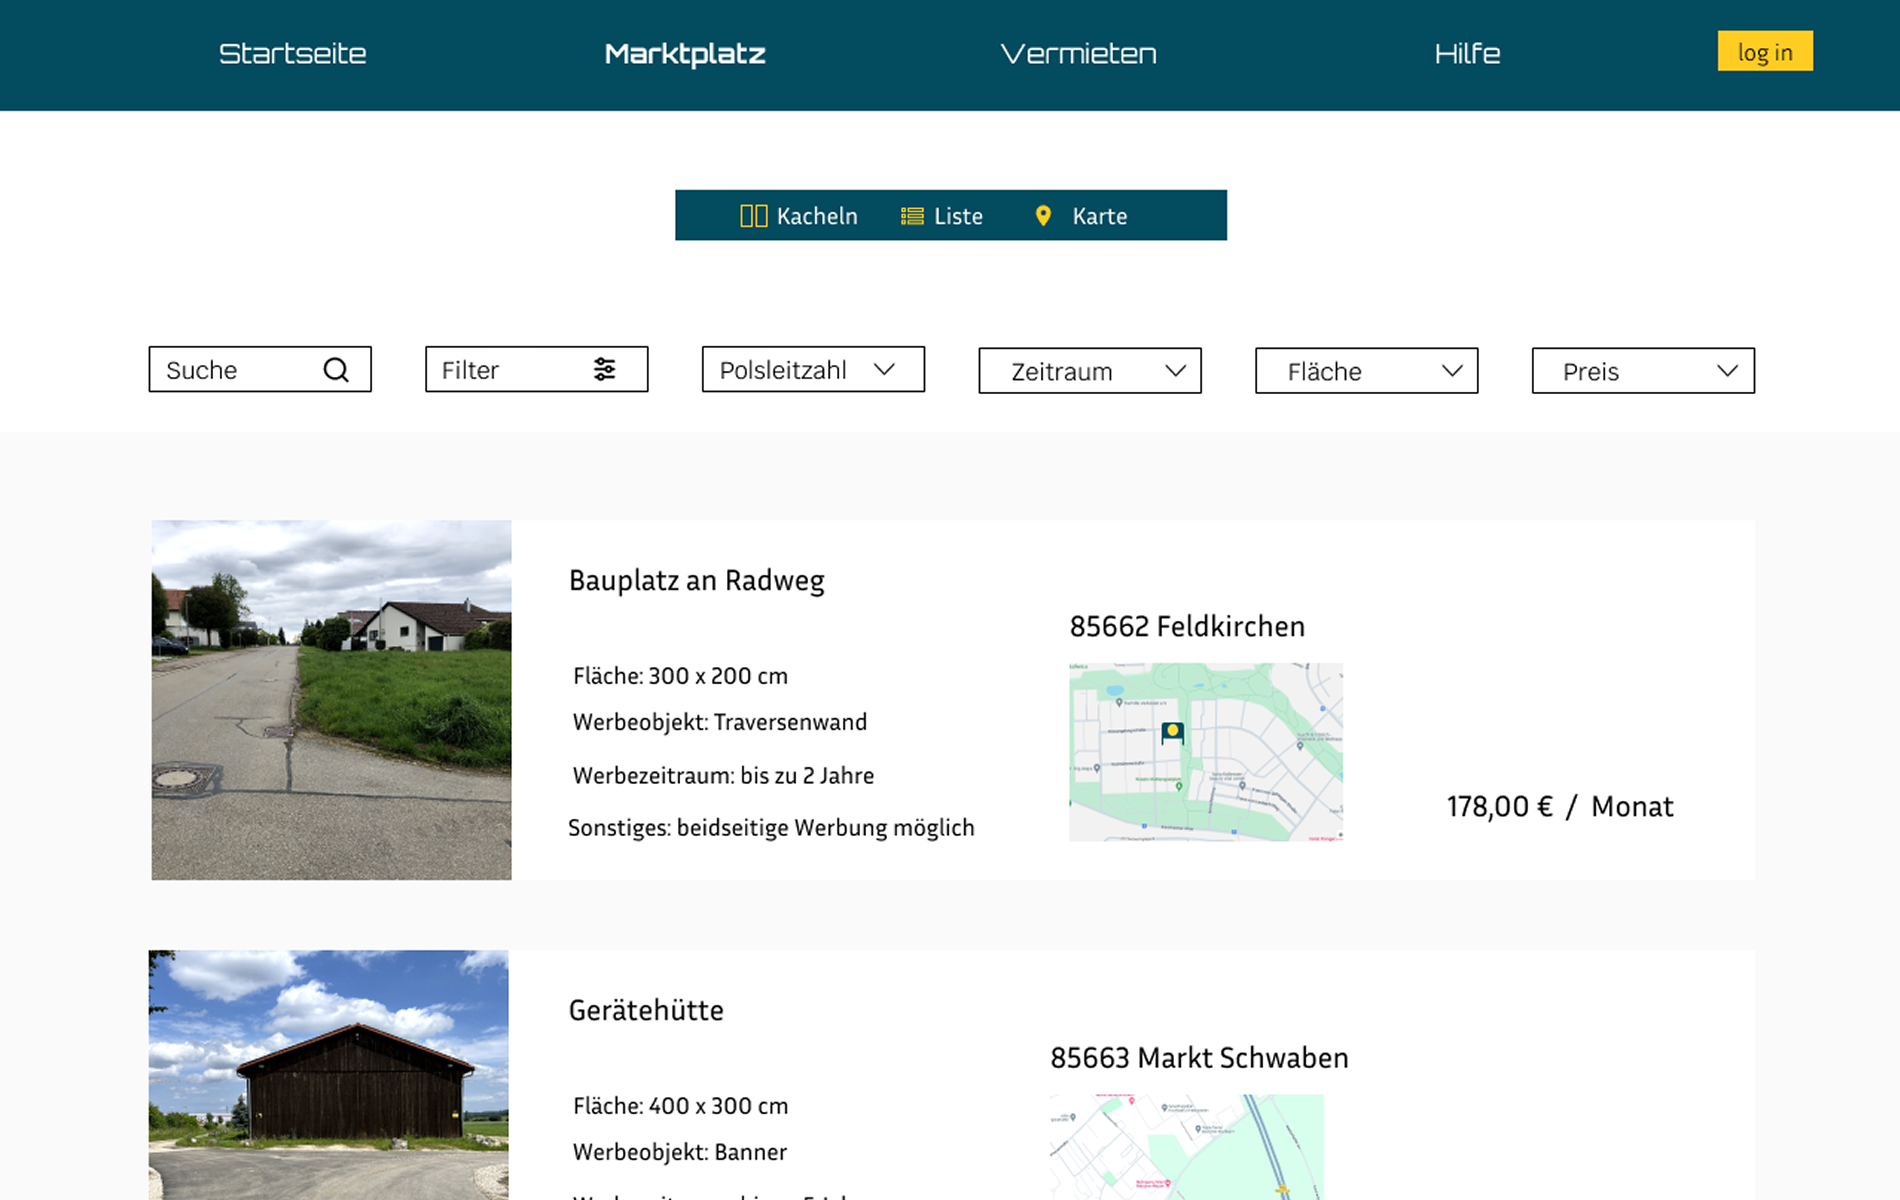 Startseite Marktplatz Vermieten Hilfe log in
Kacheln Liste Karte
Suche Filter Polsleitzahl Zeitraum Fläche Preis
Bauplatz an Radweg
85662 Feldkirchen
Fläche: 300 x 200 cm
Werbeobjekt: Traversenwand
Werbezeitraum: bis zu 2 Jahre
178,00 € / Monat
Sonstiges: beidseitige Werbung möglich
Gerätehütte
85663 Markt Schwaben
Fläche: 400 x 300 cm
Werbeobjekt: Banner